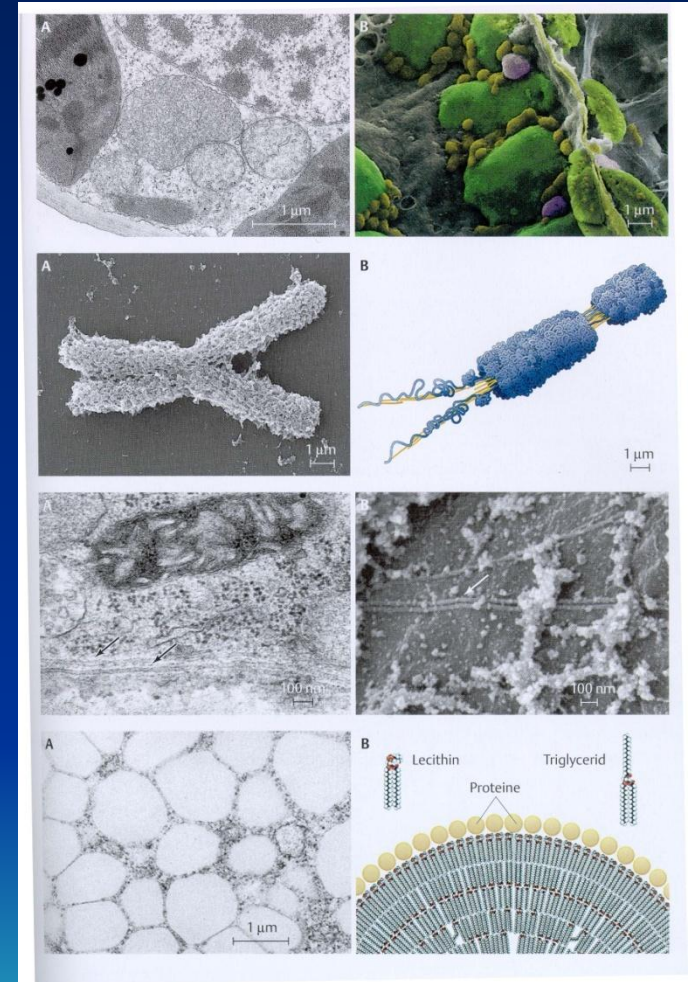 A
B
1 μm
1 μm
A
B
1 μm
1 μm
A
B
100 nm
100 nm
A
B
Lecithin
Triglycerid
Proteine
1 μm